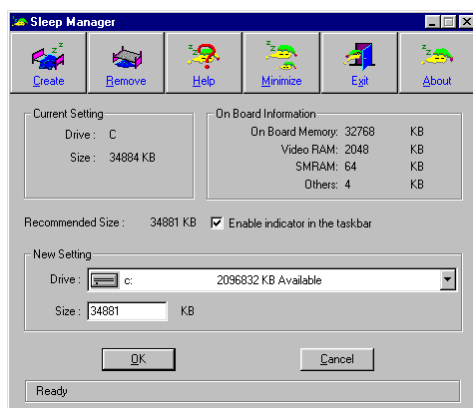 Sleep Manager
Create Remove Help Minimize Exit About
Current Setting
Drive : C
Size : 34884 KB
On Board Information
On Board Memory: 32768 KB
Video RAM: 2048 KB
SMRAM: 64 KB
Others: 4 KB
Recommended Size : 34881 KB Enable indicator in the taskbar
New Setting
Drive : c: 2096832 KB Available
Size : 34881 KB
OK Cancel
Ready